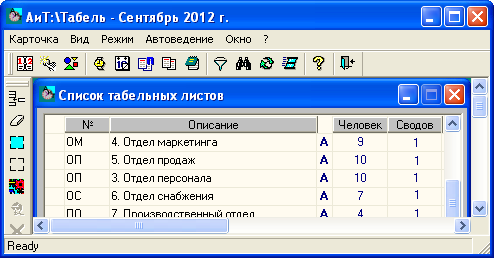 АиТ:\Табель - Сентябрь 2012 г.
Карточка Вид Режим Автоведение Окно ?
Список табельных листов
№ Описание Человек Сводов
ОМ 4. Отдел маркетинга А 9 1
ОП 5. Отдел продаж А 10 1
ОП 3. Отдел персонала А 10 1
ОС 6. Отдел снабжения А 7 1
ПО 7. Производственный отдел А 4 1
Ready